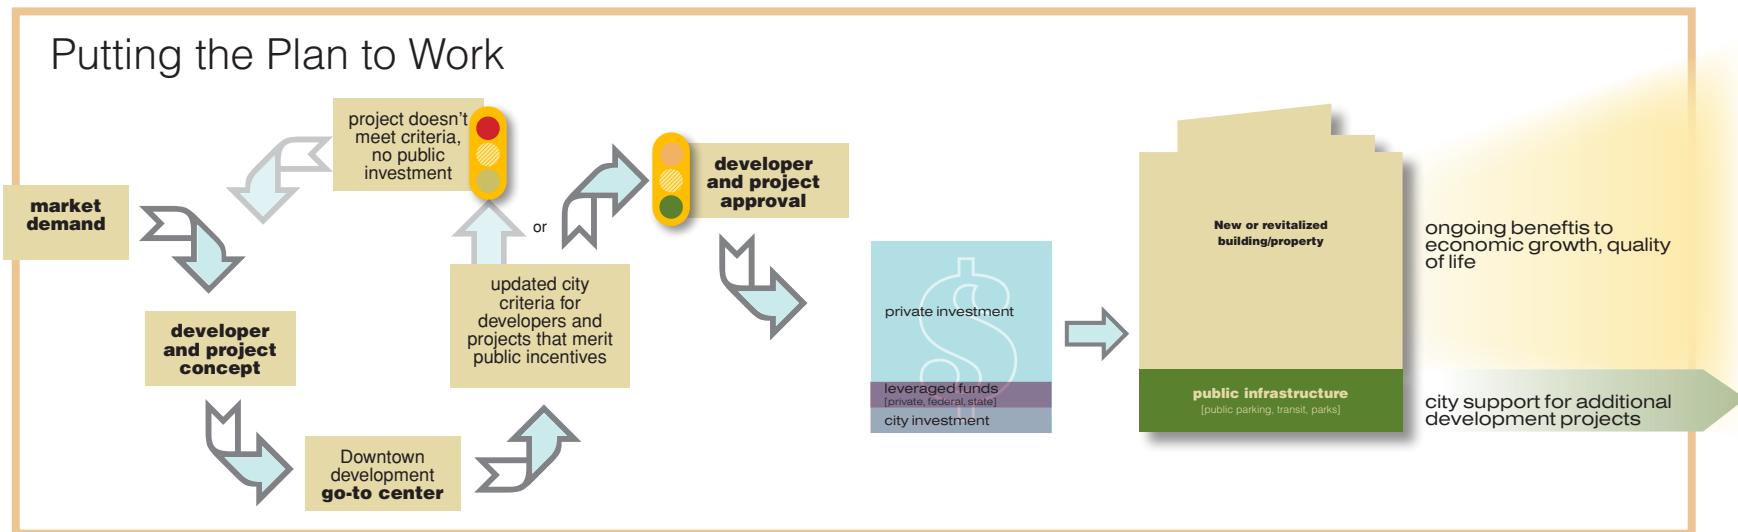 Putting the Plan to Work
project doesn't
meet criteria,
no public
investment
market
demand
developer
and project
concept
Downtown
development
go-to center
updated city
criteria for
developers and
projects that merit
public incentives
or
developer
and project
approval
private investment
leveraged funds
[private, federal, state]
city investment
New or revitalized
building/property
public infrastructure
[public parking, transit, parks]
ongoing beneftis to
economic growth, quality
of life
city support for additional
development projects